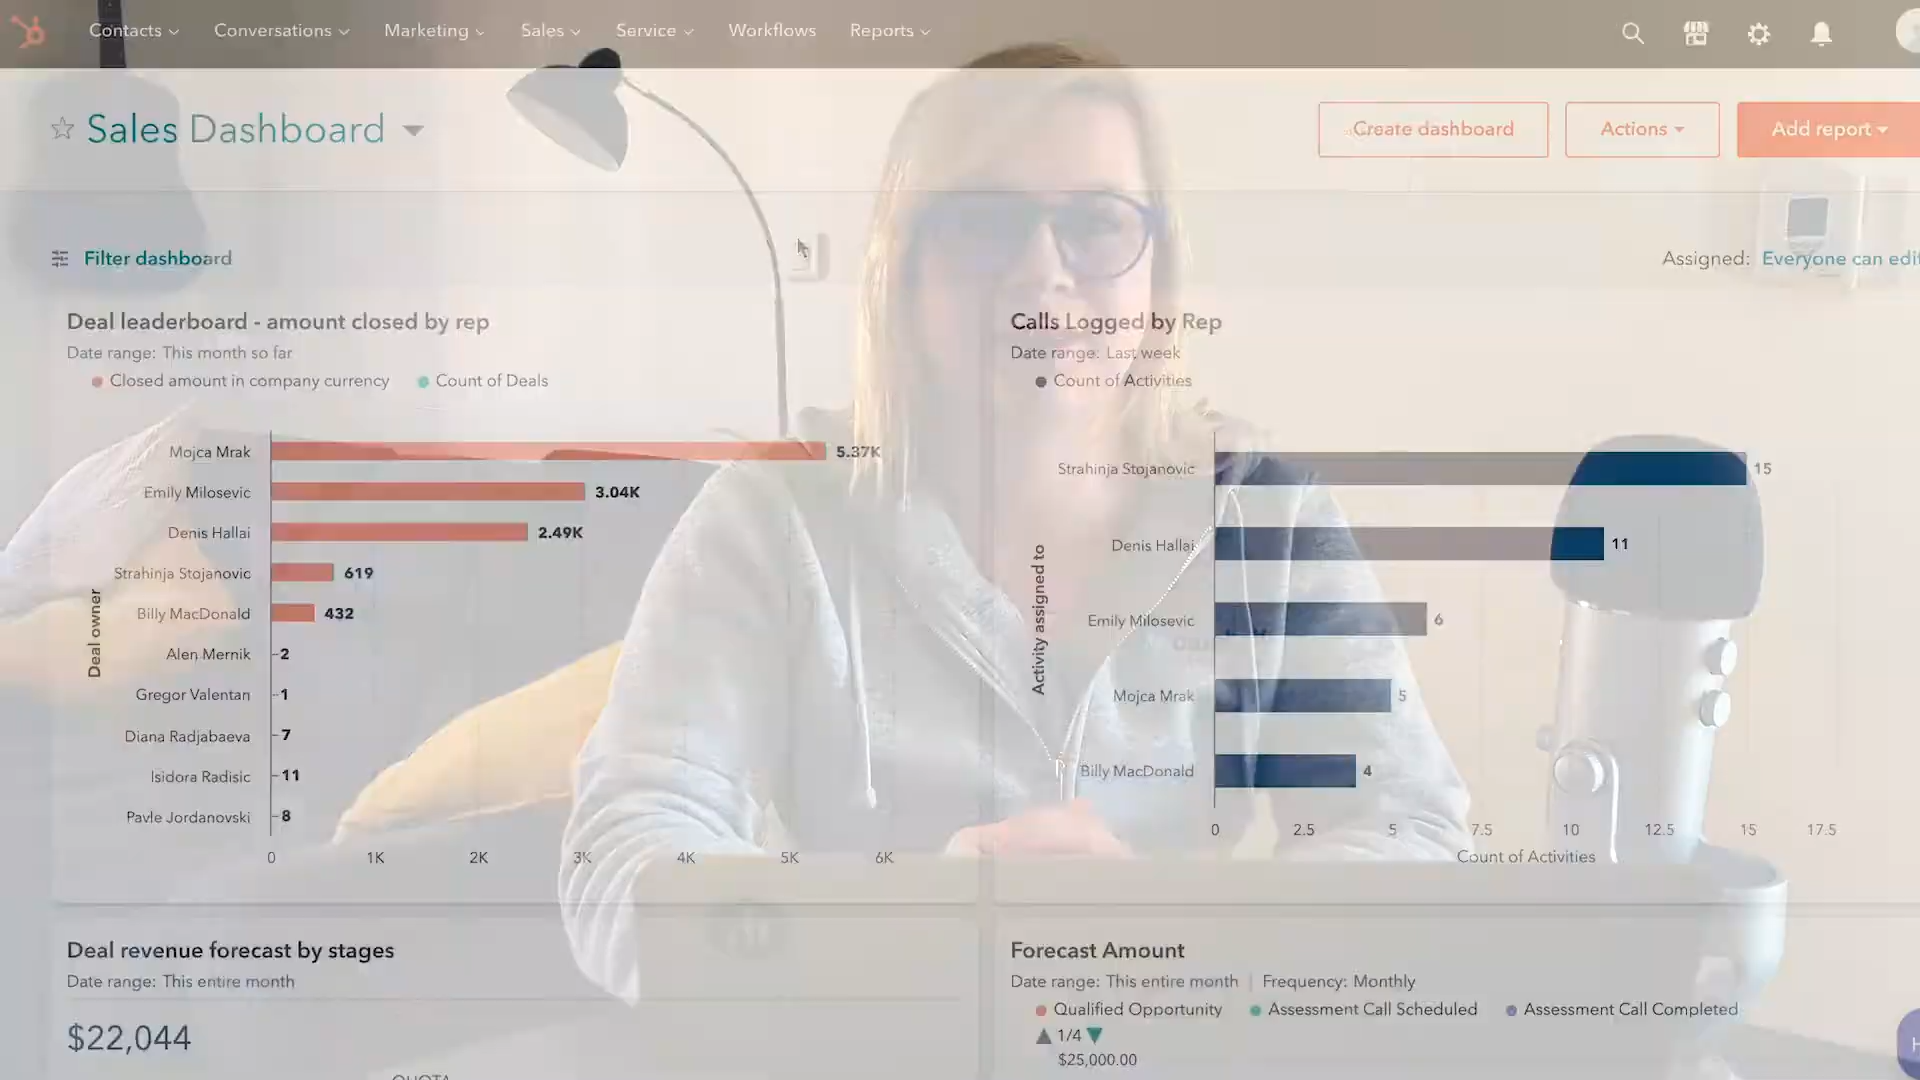 Contacts Conversations Marketing Sales Service Workflows Reports
Sales Dashboard
Create dashboard Actions Add report
Filter dashboard
Assigned: Everyone can edit
Deal leaderboard - amount closed by rep
Date range: This month so far
Closed amount in company currency Count of Deals
Deal owner
Mojca Mrak 5.37K
Emily Milosevic 3.04K
Denis Hallai 2.49K
Strahinja Stojanovic 619
Billy MacDonald 432
Alen Mernik 2
Gregor Valentan 1
Diana Radjabaeva 7
Isidora Radisic 11
Pavle Jordanovski 8
0 1K 2K 3K 4K 5K 6K
Calls Logged by Rep
Date range: Last week
Count of Activities
Activity assigned to
Strahinja Stojanovic 15
Denis Hallai 11
Emily Milosevic 6
Mojca Mrak 5
Billy MacDonald 4
0 2.5 5 7.5 10 12.5 15 17.5
Count of Activities
Deal revenue forecast by stages
Date range: This entire month
$22,044
QUOTA
Forecast Amount
Date range: This entire month | Frequency: Monthly
Qualified Opportunity Assessment Call Scheduled Assessment Call Completed
1/4
$25,000.00
H